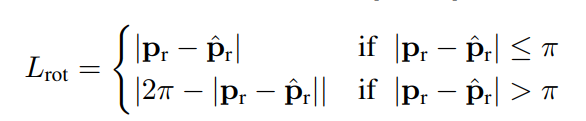 L_rot = { |p_r − p̂_r| if |p_r − p̂_r| ≤ π
|2π − |p_r − p̂_r|| if |p_r − p̂_r| > π